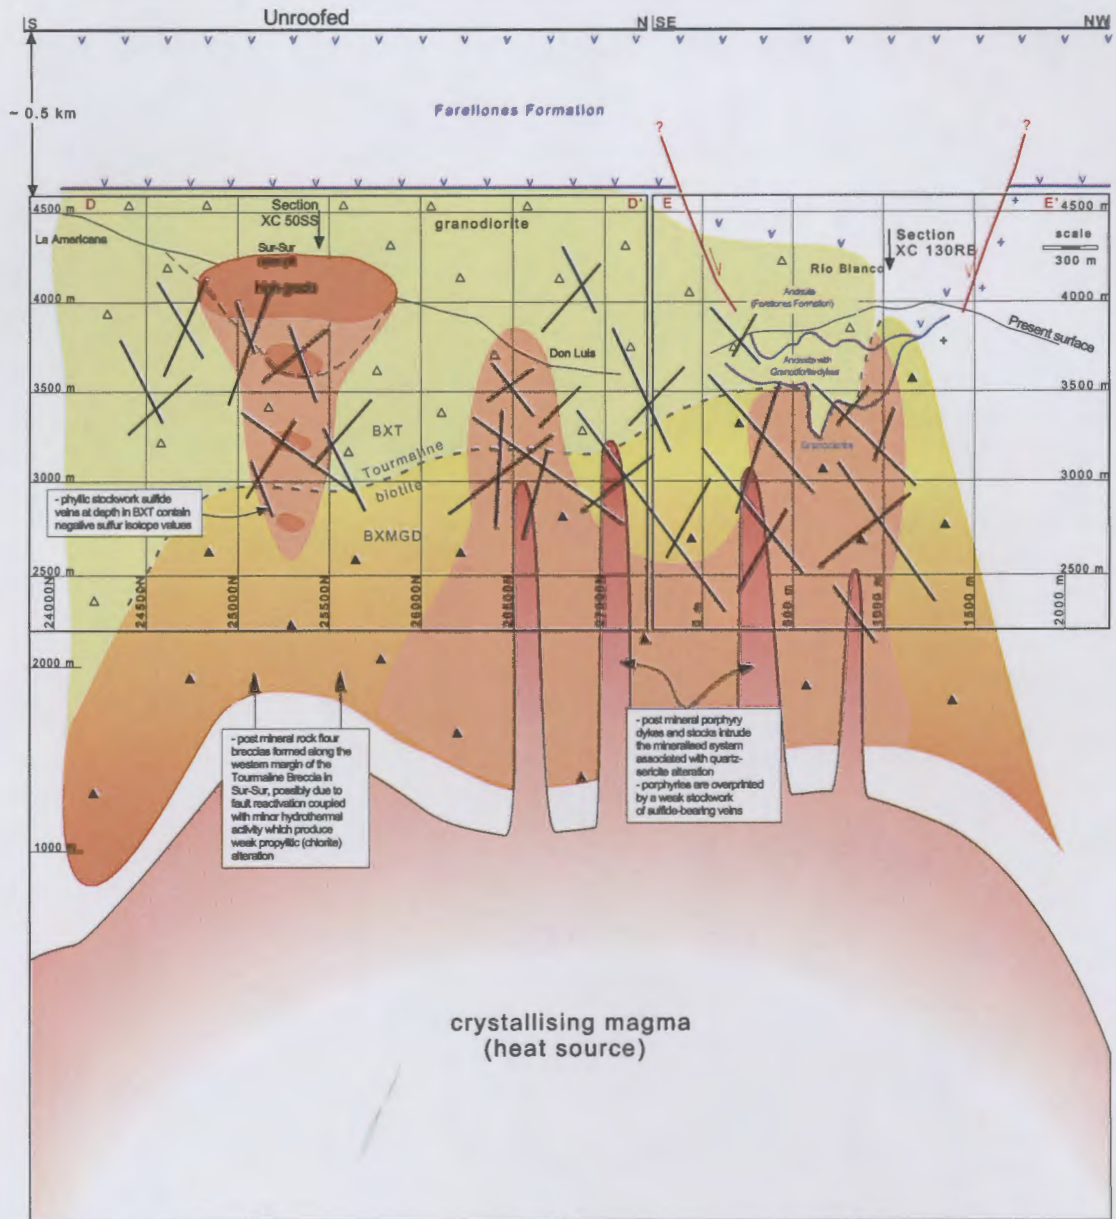 S
Unroofed
N
SE
NW
~ 0.5 km
Farellones Formation
?
?
4500 m
D
Section
XC 50SS
granodiorite
D'
E
E'
4500 m
La Americana
Sur-Sur
high-grade
Section
XC 130RB
scale
300 m
Río Blanco
4000 m
Andesite
(Farellones Formation)
4000 m
Present surface
Don Luis
Andesite with
Granodiorite dykes
3500 m
3500 m
BXT
Tourmaline
biotite
Granodiorite
3000 m
3000 m
- phyllic stockwork sulfide
veins at depth in BXT contain
negative sulfur isotope values
BXMGD
2500 m
2500 m
24000N
24500N
25000N
25500N
26000N
26500N
27000N
0 m
500 m
1000 m
1500 m
2000 m
2000 m
- post mineral rock flour
breccias formed along the
western margin of the
Tourmaline Breccia in
Sur-Sur, possibly due to
fault reactivation coupled
with minor hydrothermal
activity which produce
weak propylitic (chlorite)
alteration
- post mineral porphyry
dykes and stocks intrude
the mineralised system
associated with quartz-
sericite alteration
- porphyries are overprinted
by a weak stockwork
of sulfide-bearing veins
1000 m
crystallising magma
(heat source)